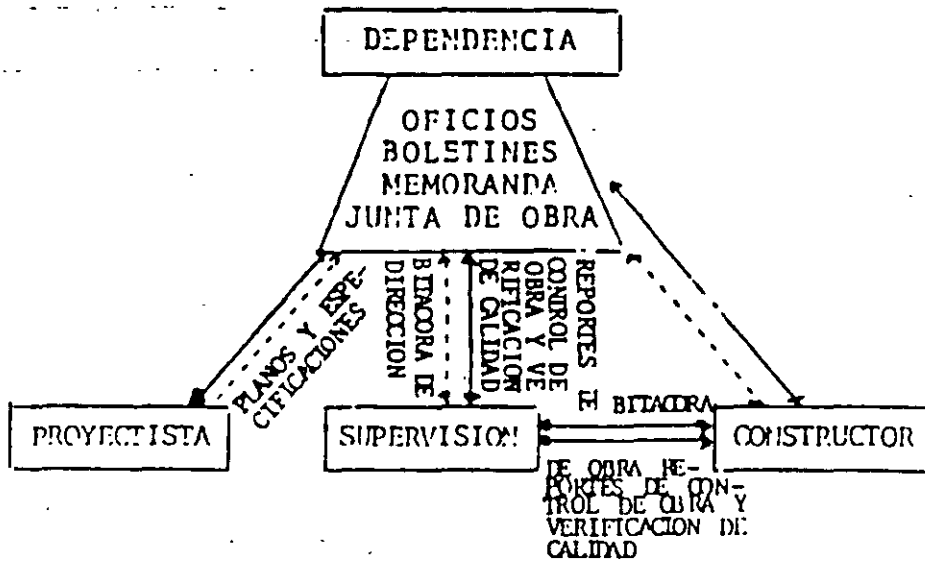 DEPENDENCIA
OFICIOS
BOLETINES
MEMORANDA
JUNTA DE OBRA
PLANOS Y ESPE-
CIFICACIONES
BITACORA DE
DIRECCION
REPORTES DE
CONTROL DE
OBRA Y VE
RIFICACION
DE CALIDAD
PROYECTISTA
SUPERVISION
BITACORA
CONSTRUCTOR
DE OBRA RE-
PORTES DE CON-
TROL DE OBRA Y
VERIFICACION DE
CALIDAD